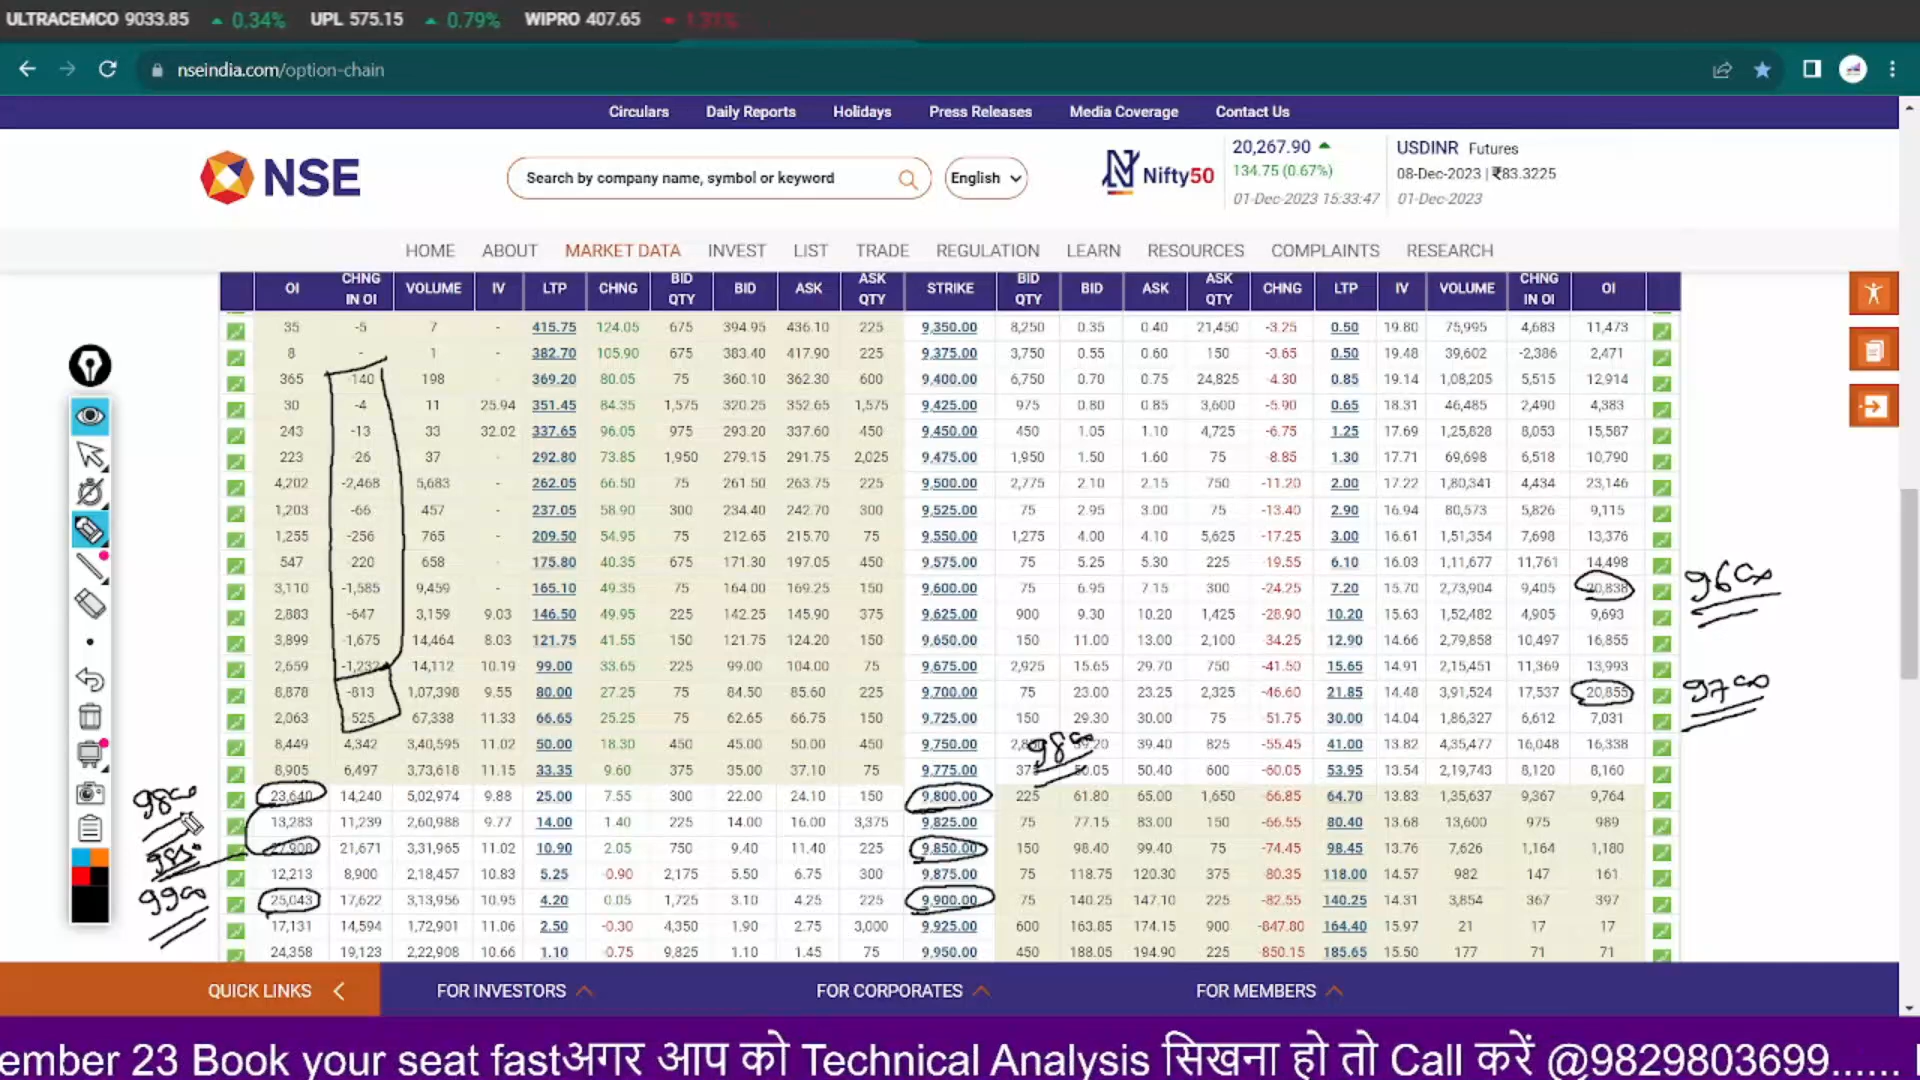 ULTRACEMCO 9033.85 0.34% UPL 575.15 0.79% WIPRO 407.65 1.31%
nseindia.com/option-chain
Circulars Daily Reports Holidays Press Releases Media Coverage Contact Us
NSE
Search by company name, symbol or keyword
English
Nifty50
20,267.90
134.75 (0.67%)
01-Dec-2023 15:33:47
USDINR Futures
08-Dec-2023 | ₹83.3225
01-Dec-2023
HOME ABOUT MARKET DATA INVEST LIST TRADE REGULATION LEARN RESOURCES COMPLAINTS RESEARCH
OI CHNG IN OI VOLUME IV LTP CHNG BID QTY BID ASK ASK QTY STRIKE BID QTY BID ASK ASK QTY CHNG LTP IV VOLUME CHNG IN OI OI
35 -5 7 - 415.75 124.05 675 394.95 436.10 225 9,350.00 8,250 0.35 0.40 21,450 -3.25 0.50 19.80 75,995 4,683 11,473
8 - 1 - 382.70 105.90 675 383.40 417.90 225 9,375.00 3,750 0.55 0.60 150 -3.65 0.50 19.48 39,602 -2,386 2,471
365 -140 198 - 369.20 80.05 75 360.10 362.30 600 9,400.00 6,750 0.70 0.75 24,825 -4.30 0.85 19.14 1,08,205 5,515 12,914
30 -4 11 25.94 351.45 84.35 1,575 320.25 352.65 1,575 9,425.00 975 0.80 0.85 3,600 -5.90 0.65 18.31 46,485 2,490 4,383
243 -13 33 32.02 337.65 96.05 975 293.20 337.60 450 9,450.00 450 1.05 1.10 4,725 -6.75 1.25 17.69 1,25,828 8,053 15,587
223 -26 37 - 292.80 73.85 1,950 279.15 291.75 2,025 9,475.00 1,950 1.50 1.60 75 -8.85 1.30 17.71 69,698 6,518 10,790
4,202 -2,468 5,683 - 262.05 66.50 75 261.50 263.75 225 9,500.00 2,775 2.10 2.15 750 -11.20 2.00 17.22 1,80,341 4,434 23,146
1,203 -66 457 - 237.05 58.90 300 234.40 242.70 300 9,525.00 75 2.95 3.00 75 -13.40 2.90 16.94 80,573 5,826 9,115
1,255 -256 765 - 209.50 54.95 75 212.65 215.70 75 9,550.00 1,275 4.00 4.10 5,625 -17.25 3.00 16.61 1,51,354 7,698 13,376
547 -220 658 - 175.80 40.35 675 171.30 197.05 450 9,575.00 75 5.25 5.30 225 -19.55 6.10 16.03 1,11,677 11,761 14,498
3,110 -1,585 9,459 - 165.10 49.35 75 164.00 169.25 150 9,600.00 75 6.95 7.15 300 -24.25 7.20 15.70 2,73,904 9,405 20,838 9600
2,883 -647 3,159 9.03 146.50 49.95 225 142.25 145.90 375 9,625.00 900 9.30 10.20 1,425 -28.90 10.20 15.63 1,52,482 4,905 9,693
3,899 -1,675 14,464 8.03 121.75 41.55 150 121.75 124.20 150 9,650.00 150 11.00 13.00 2,100 -34.25 12.90 14.66 2,79,858 10,497 16,855
2,659 -1,232 14,112 10.19 99.00 33.65 225 99.00 104.00 75 9,675.00 2,925 15.65 29.70 750 -41.50 15.65 14.91 2,15,451 11,369 13,993
8,878 -813 1,07,398 9.55 80.00 27.25 75 84.50 85.60 225 9,700.00 75 23.00 23.25 2,325 -46.60 21.85 14.48 3,91,524 17,537 20,855 9700
2,063 525 67,338 11.33 66.65 25.25 75 62.65 66.75 150 9,725.00 150 29.30 30.00 75 -51.75 30.00 14.04 1,86,327 6,612 7,031
8,449 4,342 3,40,595 11.02 50.00 18.30 450 45.00 50.00 450 9,750.00 9800 39.40 825 -55.45 41.00 13.82 4,35,477 16,048 16,338
8,905 6,497 3,73,618 11.15 33.35 9.60 375 35.00 37.10 75 9,775.00 50.40 600 -60.05 53.95 13.54 2,19,743 8,120 8,160
9800 23,640 14,240 5,02,974 9.88 25.00 7.55 300 22.00 24.10 150 9,800.00 225 61.80 65.00 1,650 -66.85 64.70 13.83 1,35,637 9,367 9,764
13,283 11,239 2,60,988 9.77 14.00 1.40 225 14.00 16.00 3,375 9,825.00 75 77.15 83.00 150 -66.55 80.40 13.68 13,600 975 989
27,908 21,671 3,31,965 11.02 10.90 2.05 750 9.40 11.40 225 9,850.00 150 98.40 99.40 75 -74.45 98.45 13.76 7,626 1,164 1,180
12,213 8,900 2,18,457 10.83 5.25 -0.90 2,175 5.50 6.75 300 9,875.00 75 118.75 120.30 375 -80.35 118.00 14.57 982 147 161
9900 25,043 17,622 3,13,956 10.95 4.20 0.05 1,725 3.10 4.25 225 9,900.00 75 140.25 147.10 225 -82.55 140.25 14.31 3,854 367 397
17,131 14,594 1,72,901 11.06 2.50 -0.30 4,350 1.90 2.75 3,000 9,925.00 600 163.85 174.15 900 -847.80 164.40 15.97 21 17 17
24,358 19,123 2,22,908 10.66 1.10 -0.75 9,825 1.10 1.45 75 9,950.00 450 188.05 194.90 225 -850.15 185.65 15.50 177 71 71
QUICK LINKS FOR INVESTORS FOR CORPORATES FOR MEMBERS
ember 23 Book your seat fastअगर आप को Technical Analysis सिखना हो तो Call करें @9829803699......